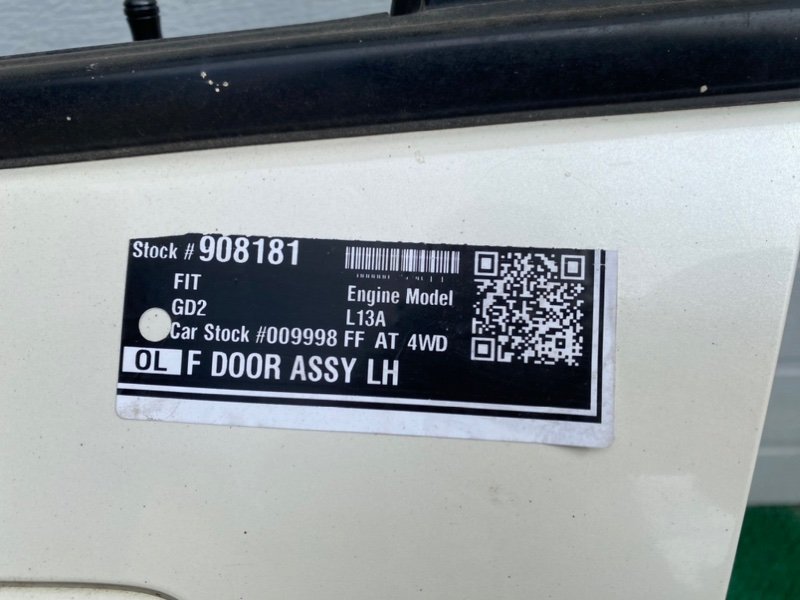 Stock # 908181
FIT
GD2
Engine Model
L13A
Car Stock #009998 FF AT 4WD
OL F DOOR ASSY LH